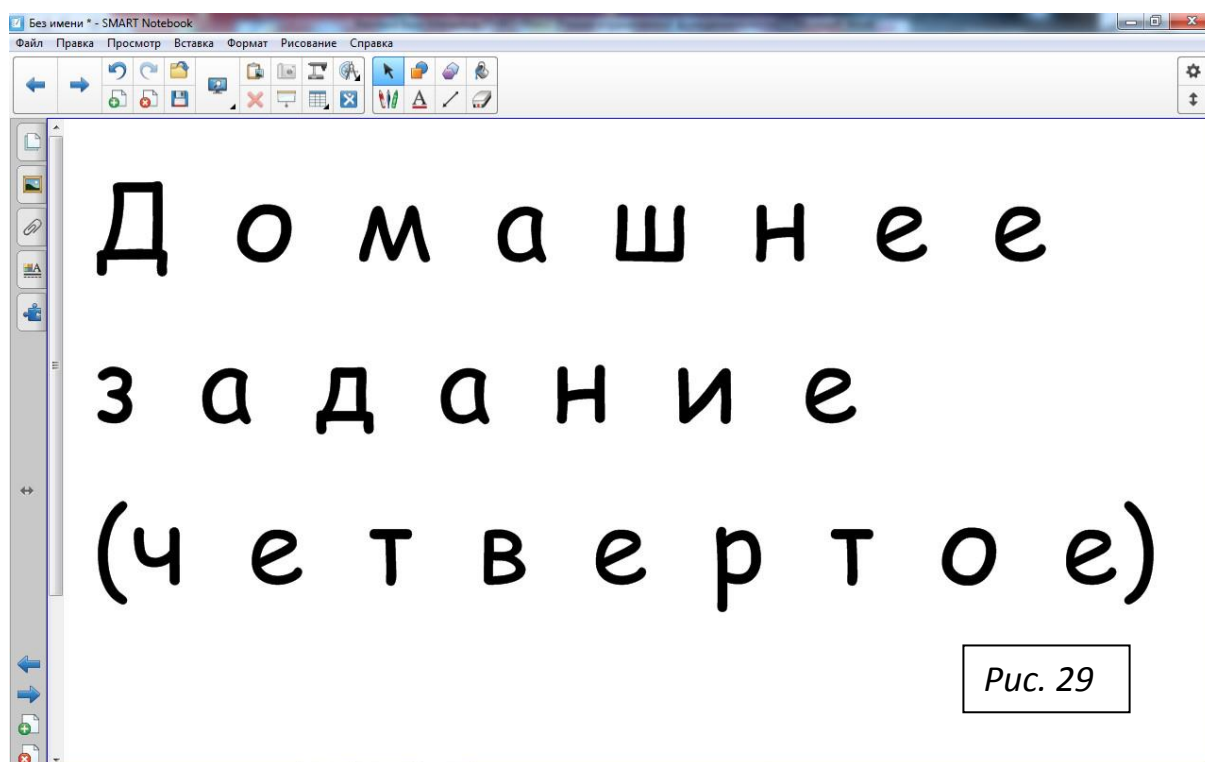 Без имени * - SMART Notebook
Файл Правка Просмотр Вставка Формат Рисование Справка
Д о м а ш н е е
з а д а н и е
(ч е т в е р т о е)
Рис. 29